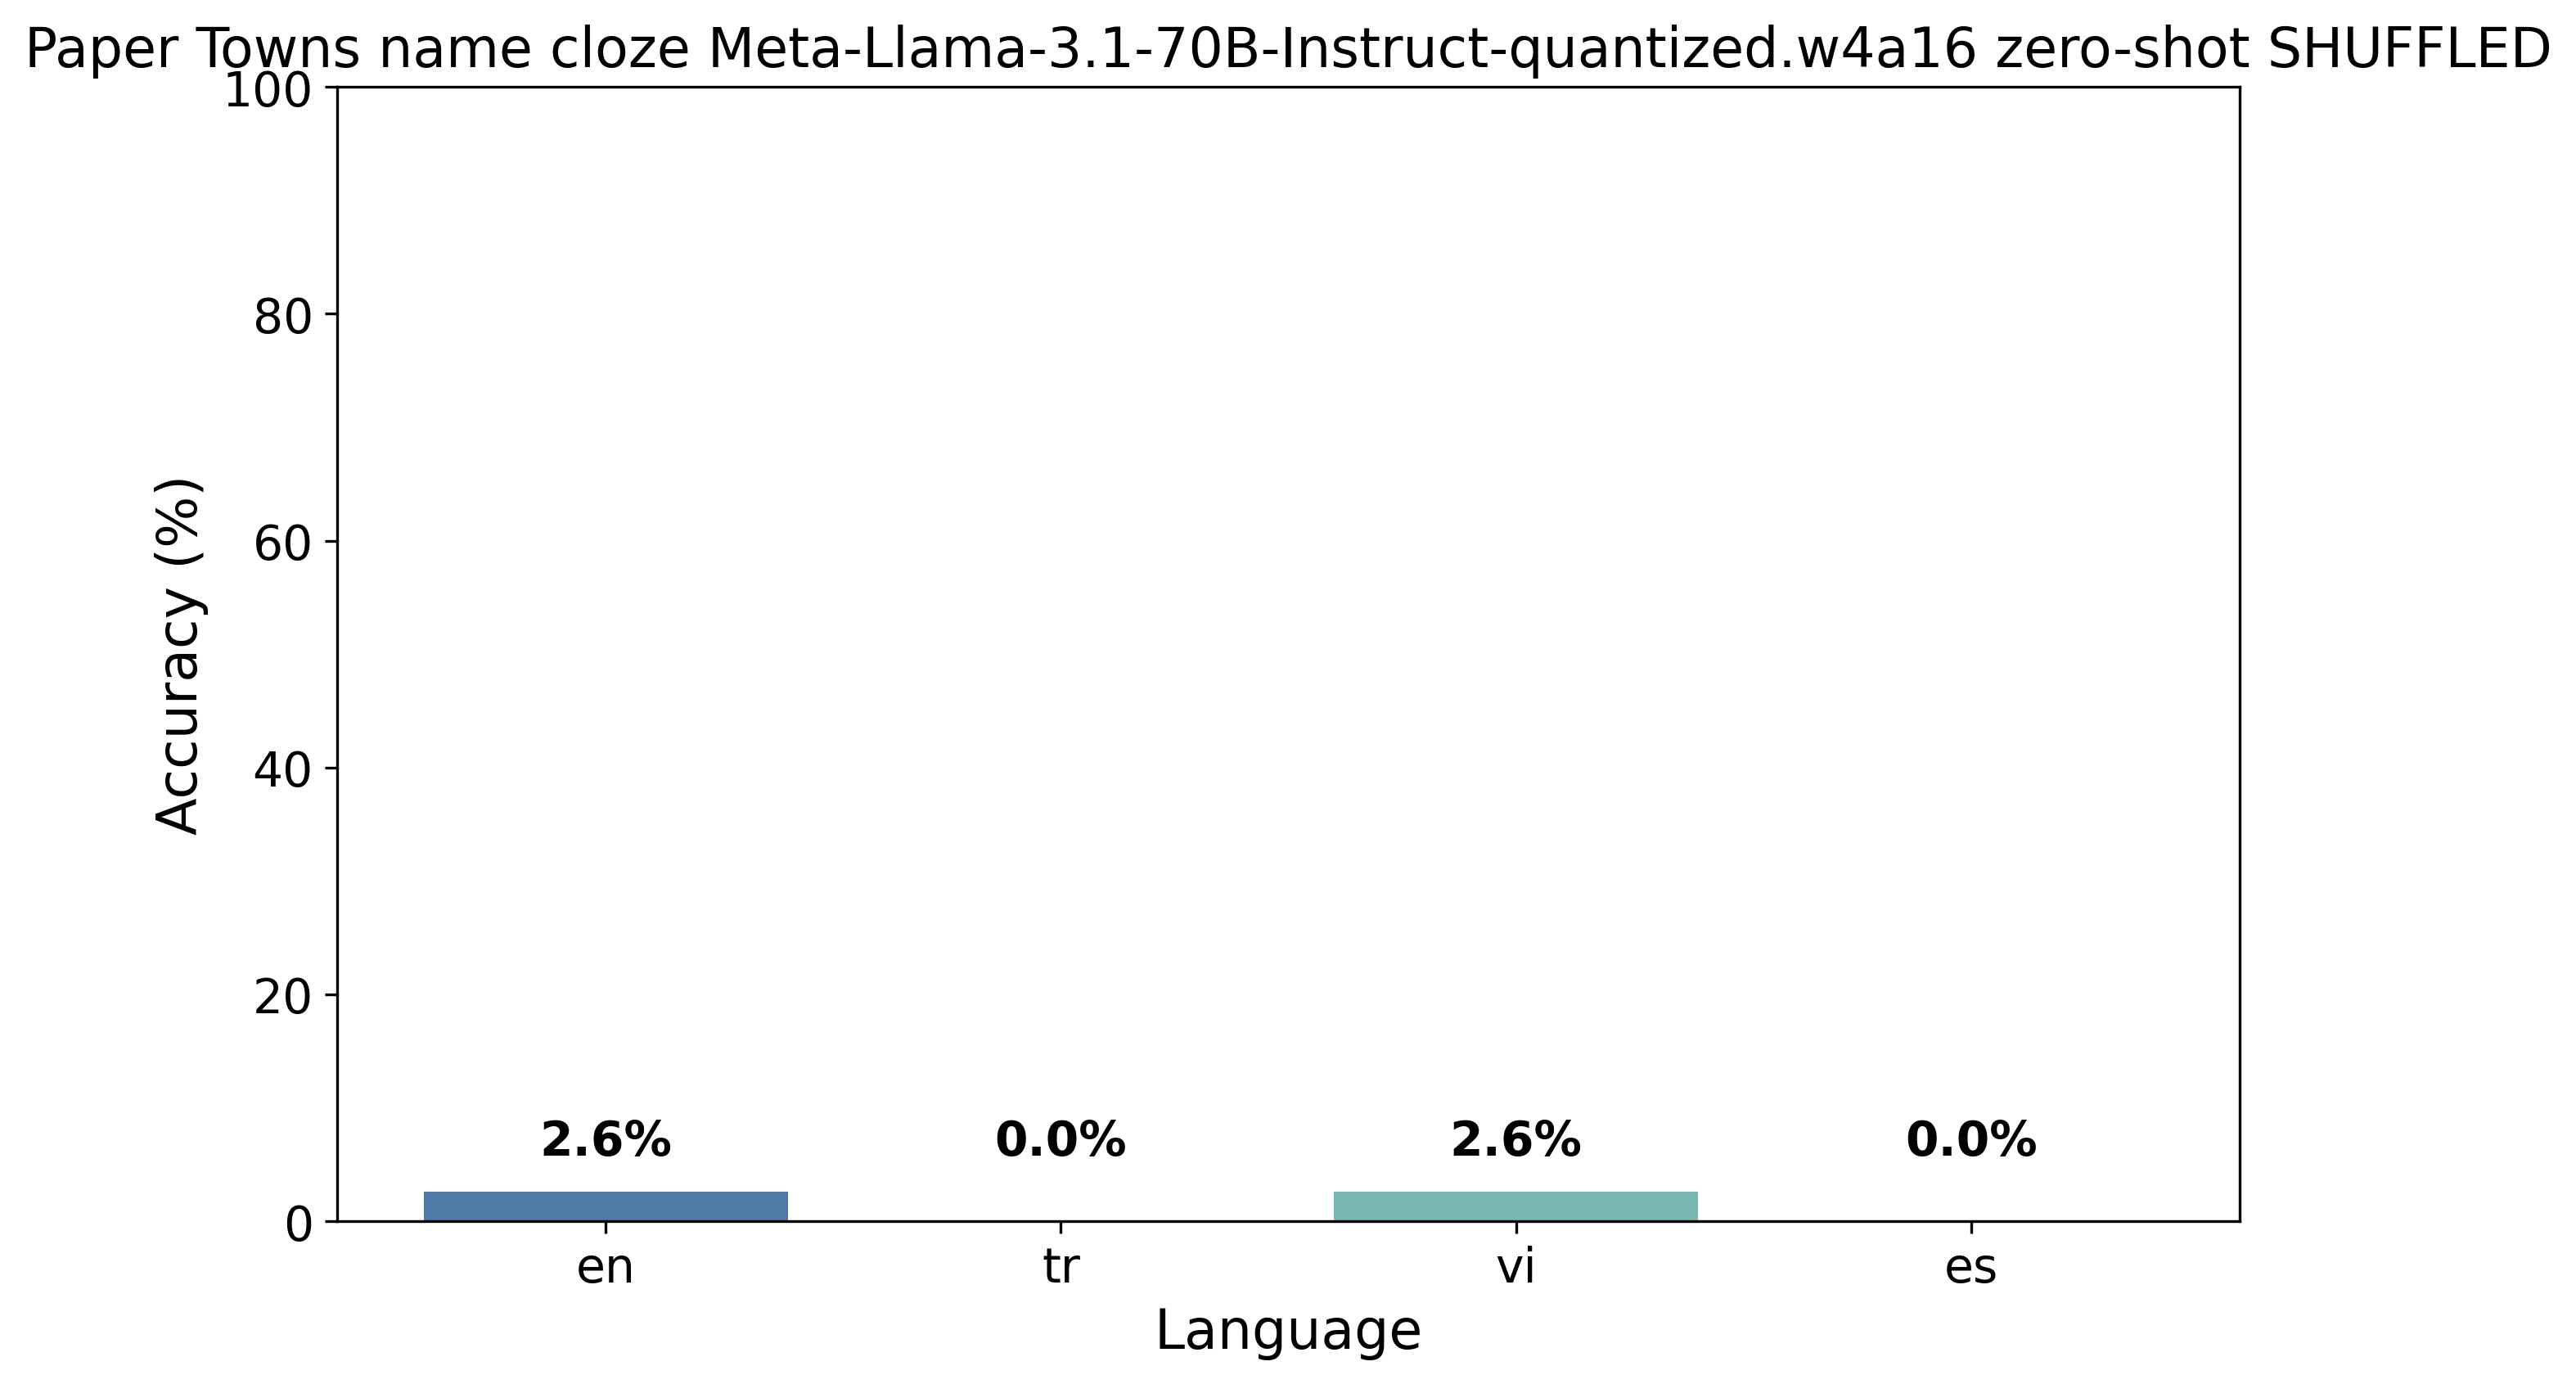 Paper Towns name cloze Meta-Llama-3.1-70B-Instruct-quantized.w4a16 zero-shot SHUFFLED
100
80
60
40
20
0
Accuracy (%)
2.6%
0.0%
2.6%
0.0%
en
tr
vi
es
Language